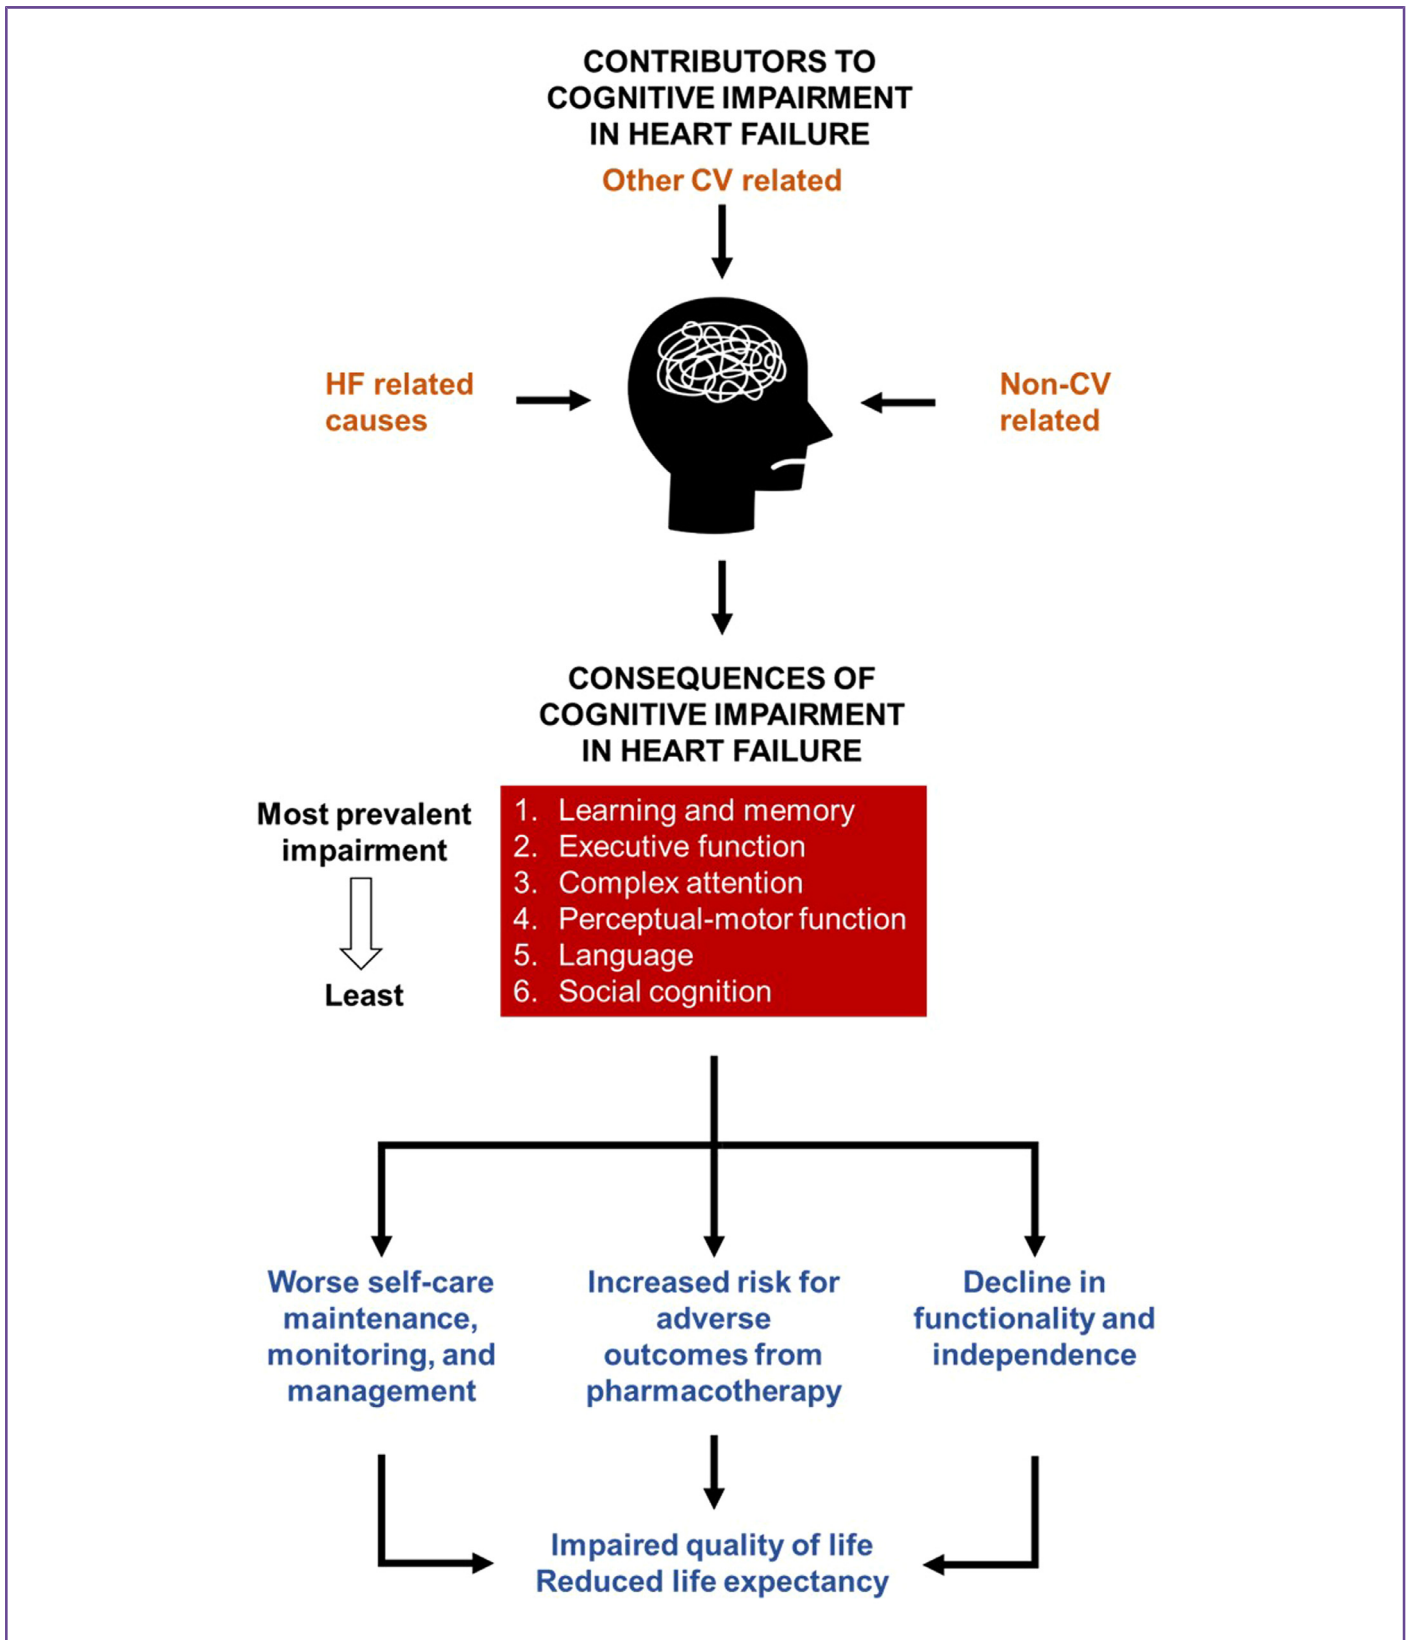 CONTRIBUTORS TO
COGNITIVE IMPAIRMENT
IN HEART FAILURE
Other CV related
HF related
causes
Non-CV
related
CONSEQUENCES OF
COGNITIVE IMPAIRMENT
IN HEART FAILURE
Most prevalent
impairment
Least
1. Learning and memory
2. Executive function
3. Complex attention
4. Perceptual-motor function
5. Language
6. Social cognition
Worse self-care
maintenance,
monitoring, and
management
Increased risk for
adverse
outcomes from
pharmacotherapy
Decline in
functionality and
independence
Impaired quality of life
Reduced life expectancy